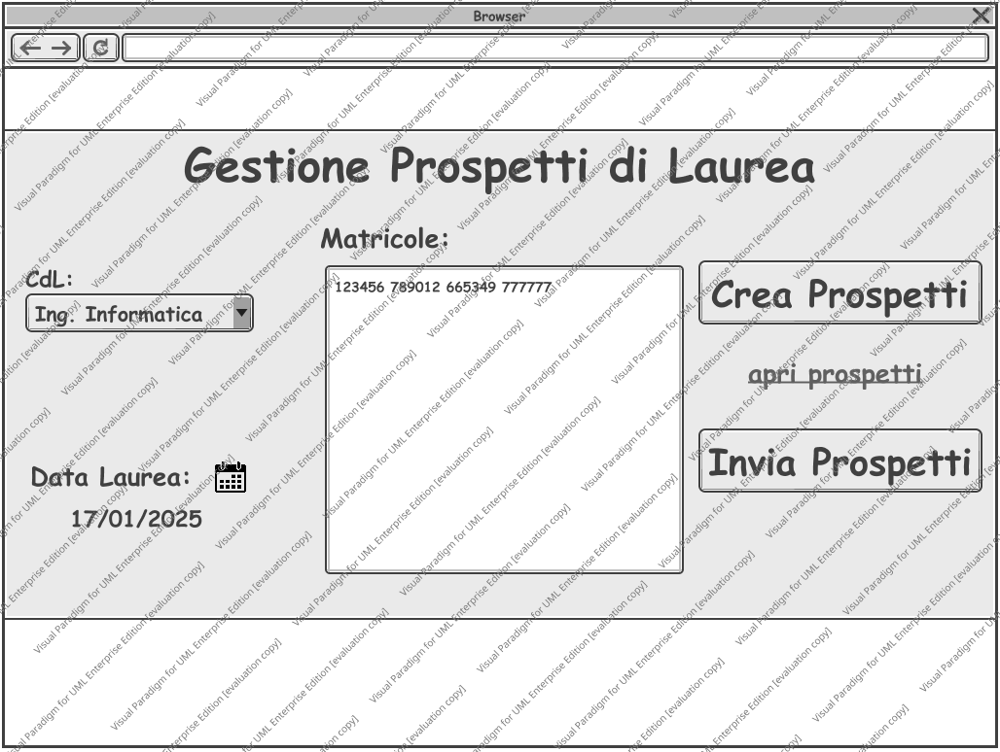 Browser
Gestione Prospetti di Laurea
Matricole:
CdL:
123456 789012 665349 777777
Crea Prospetti
Ing. Informatica
apri prospetti
Invia Prospetti
Data Laurea:
17/01/2025
Visual Paradigm for UML Enterprise Edition [evaluation copy]